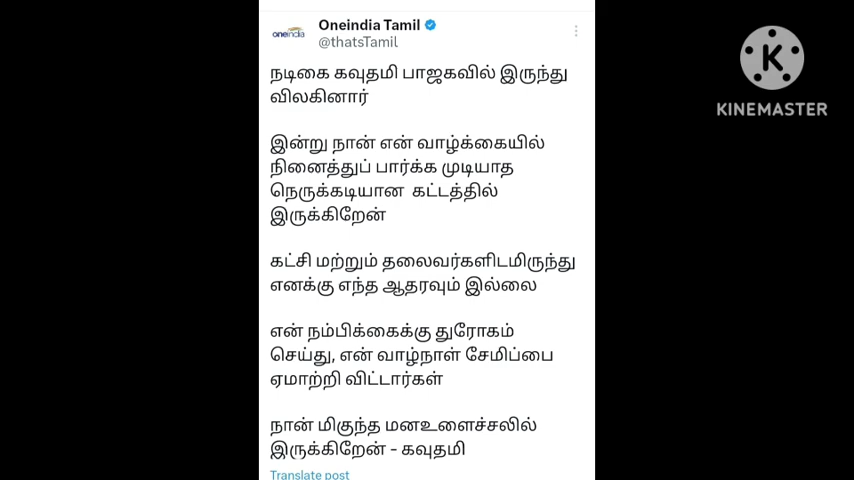 Oneindia Tamil
@thatsTamil
oneindia
நடிகை கவுதமி பாஜகவில் இருந்து
விலகினார்
இன்று நான் என் வாழ்க்கையில்
நினைத்துப் பார்க்க முடியாத
நெருக்கடியான கட்டத்தில்
இருக்கிறேன்
கட்சி மற்றும் தலைவர்களிடமிருந்து
எனக்கு எந்த ஆதரவும் இல்லை
என் நம்பிக்கைக்கு துரோகம்
செய்து, என் வாழ்நாள் சேமிப்பை
ஏமாற்றி விட்டார்கள்
நான் மிகுந்த மனஉளைச்சலில்
இருக்கிறேன் - கவுதமி
Translate post
K
KINEMASTER